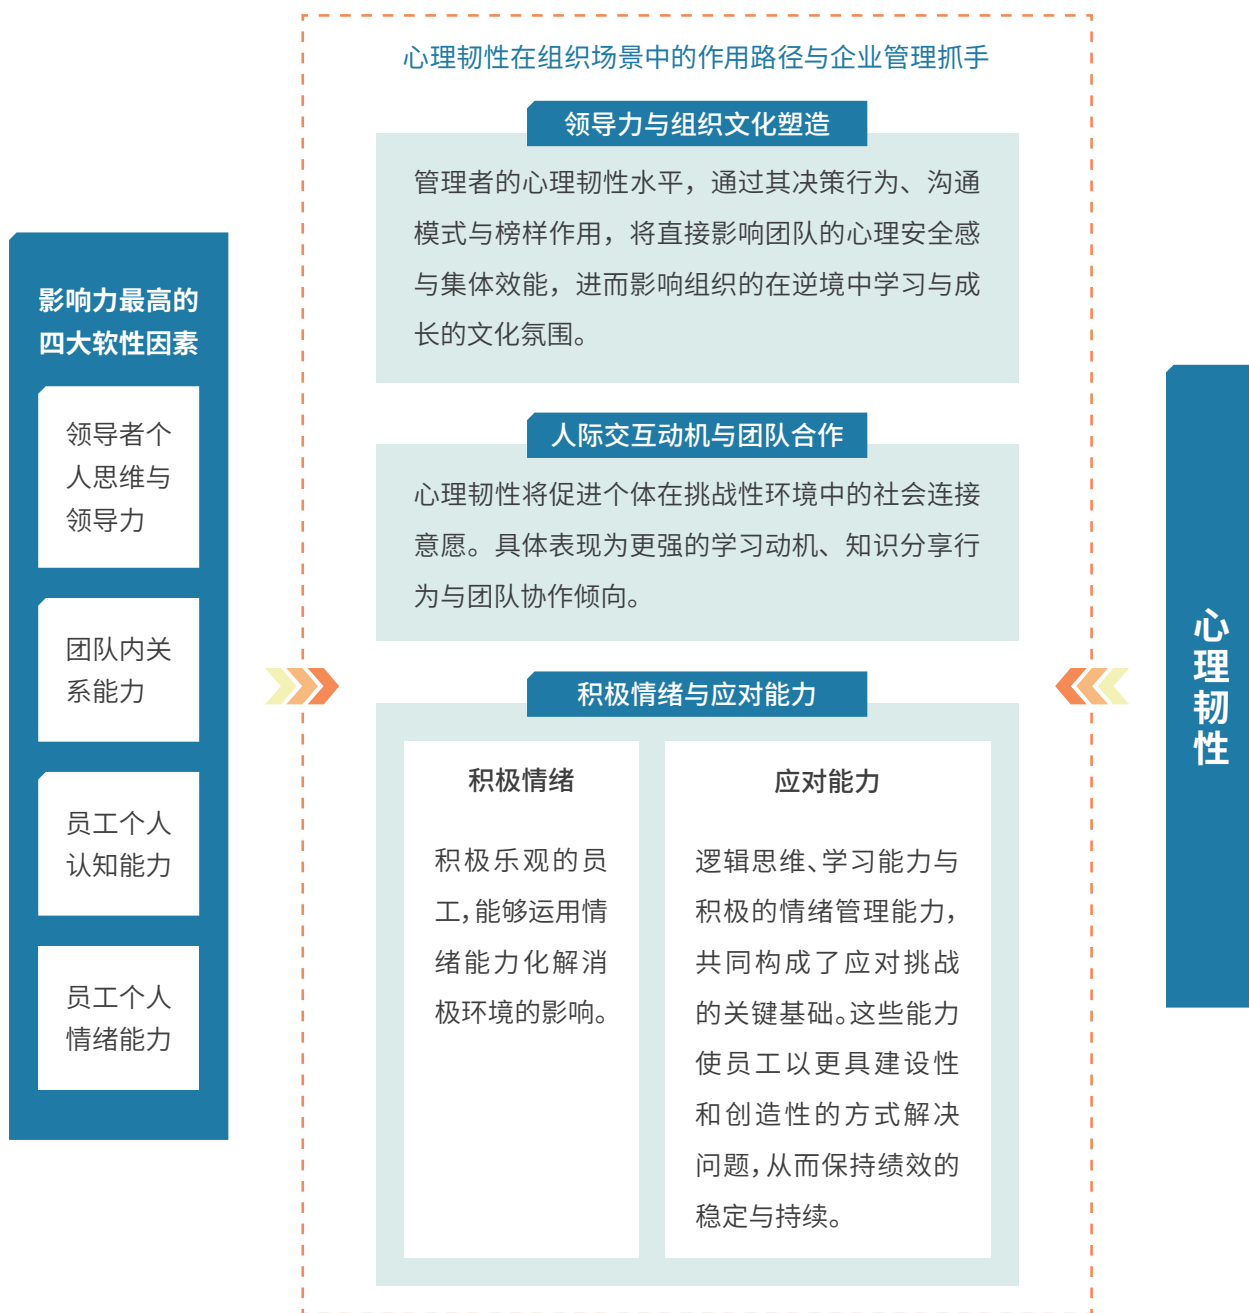 心理韧性在组织场景中的作用路径与企业管理抓手
影响力最高的
四大软性因素
领导者个
人思维与
领导力
团队内关
系能力
员工个人
认知能力
员工个人
情绪能力
领导力与组织文化塑造
管理者的心理韧性水平，通过其决策行为、沟通
模式与榜样作用，将直接影响团队的心理安全感
与集体效能，进而影响组织的在逆境中学习与成
长的文化氛围。
人际交互动机与团队合作
心理韧性将促进个体在挑战性环境中的社会连接
意愿。具体表现为更强的学习动机、知识分享行
为与团队协作倾向。
积极情绪与应对能力
积极情绪
积极乐观的员
工，能够运用情
绪能力化解消
极环境的影响。
应对能力
逻辑思维、学习能力与
积极的情绪管理能力，
共同构成了应对挑战
的关键基础。这些能力
使员工以更具建设性
和创造性的方式解决
问题，从而保持绩效的
稳定与持续。
心理韧性